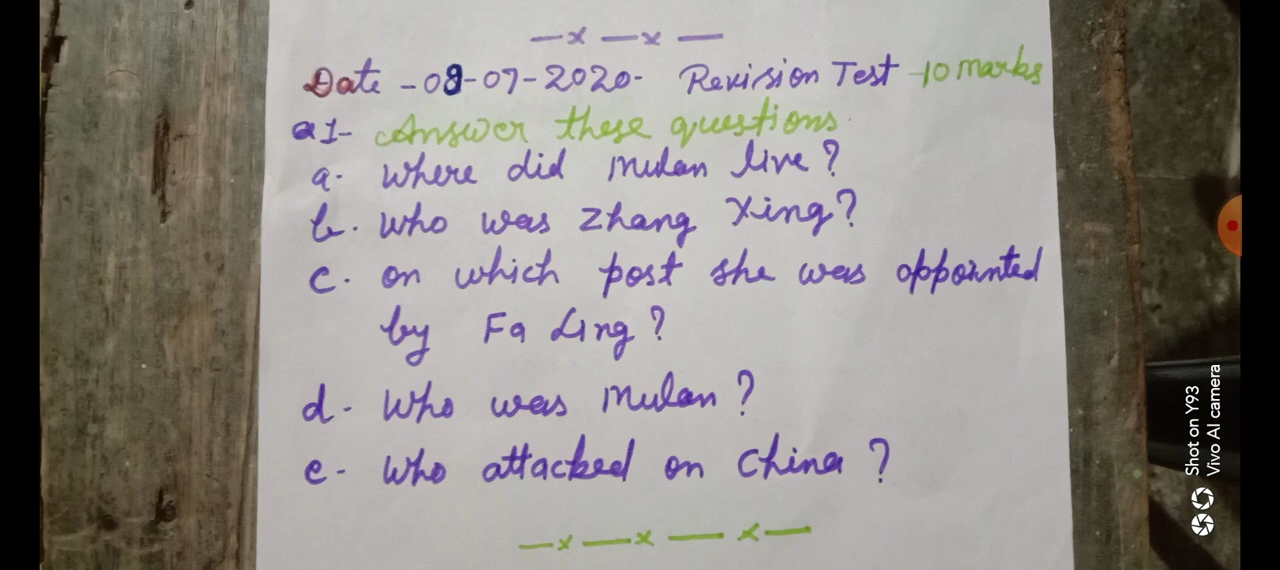 —x—x—
Date -08-07-2020- Revision Test -10 marks
Q1- Answer these questions.
a. Where did Mulan live?
b. Who was Zhang Xing?
c. on which post she was appointed
by Fa Ling?
d. Who was Mulan?
e. Who attacked on China?
—x—x—x—
Shot on Y93
Vivo AI camera